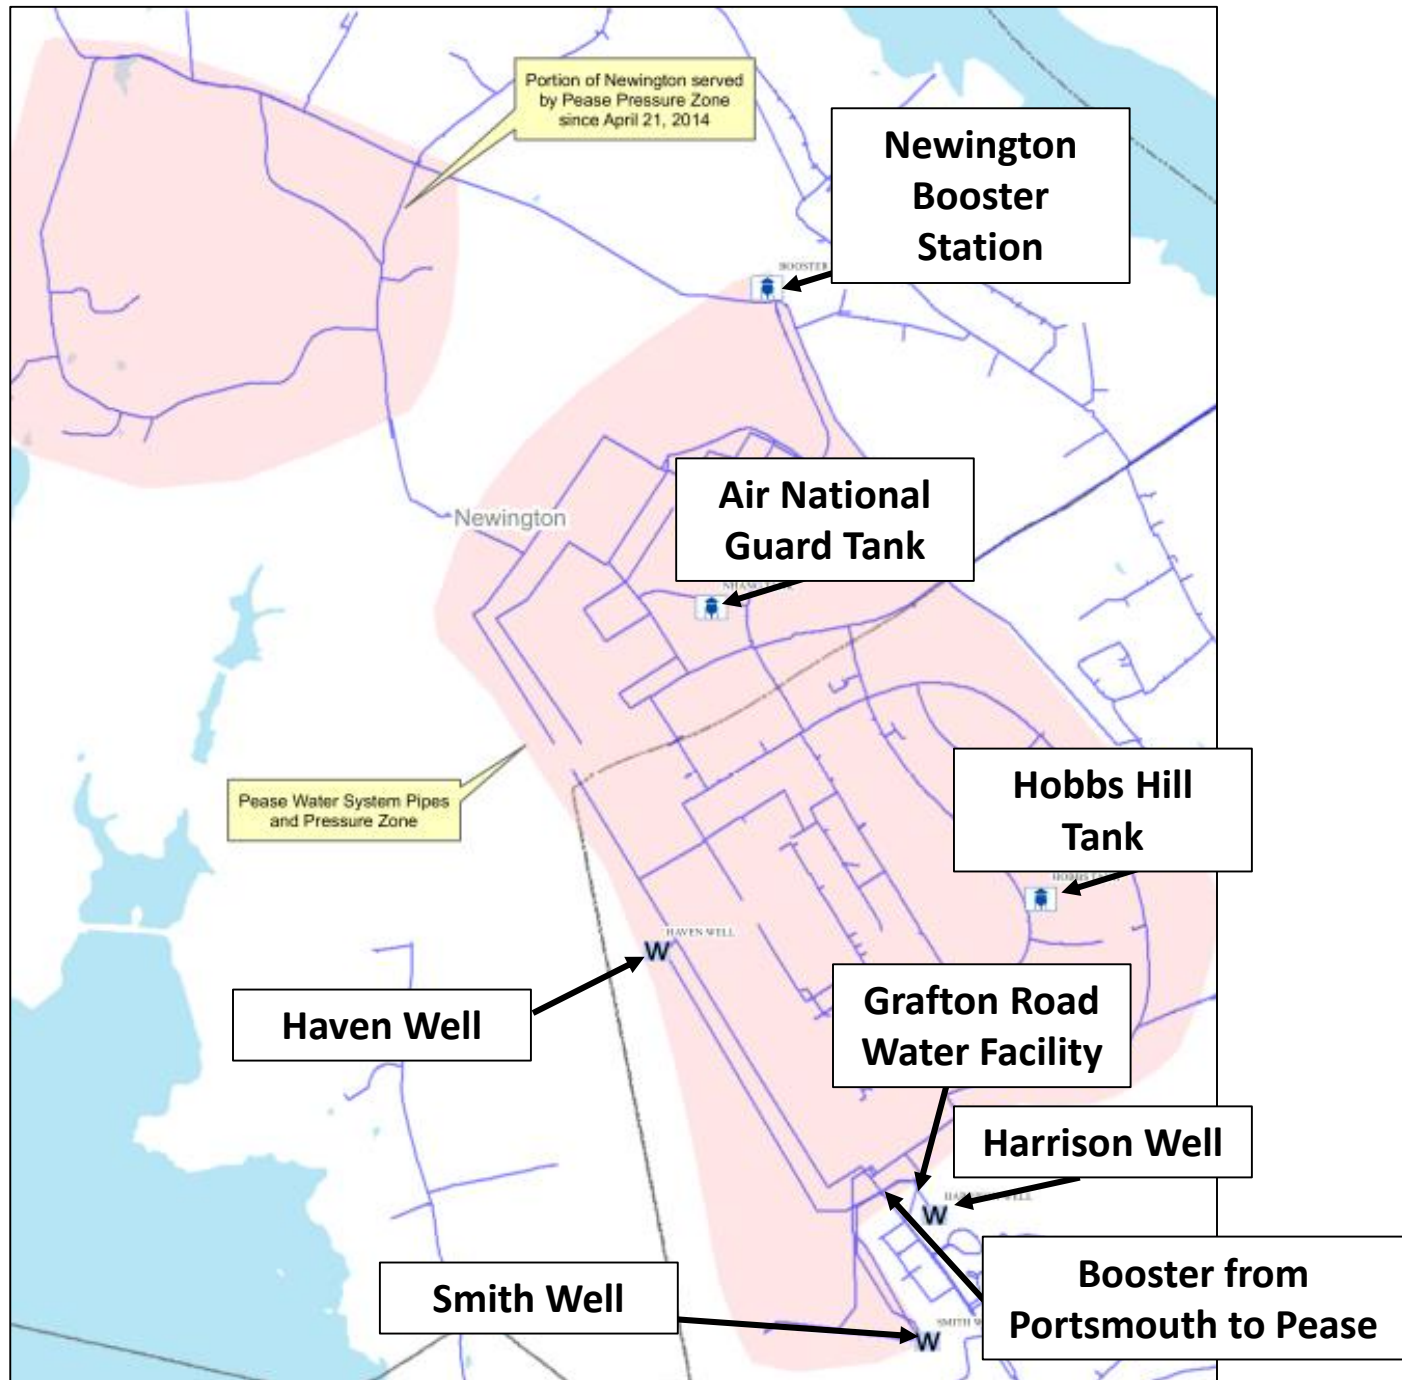 Portion of Newington served
by Pease Pressure Zone
since April 21, 2014
Newington
Booster
Station
BOOSTER
Air National
Guard Tank
Newington
Pease Water System Pipes
and Pressure Zone
Hobbs Hill
Tank
HAVEN WELL
W
Haven Well
Grafton Road
Water Facility
Harrison Well
W
Smith Well
SMITH
W
Booster from
Portsmouth to Pease